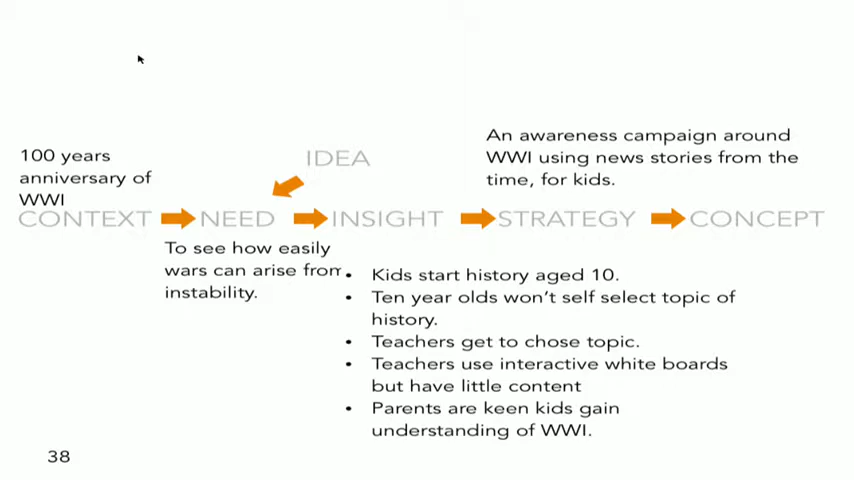 100 years
anniversary of
WWI
IDEA
An awareness campaign around
WWI using news stories from the
time, for kids.
CONTEXT NEED INSIGHT STRATEGY CONCEPT
To see how easily
wars can arise from
instability.
• Kids start history aged 10.
• Ten year olds won't self select topic of
history.
• Teachers get to chose topic.
• Teachers use interactive white boards
but have little content
• Parents are keen kids gain
understanding of WWI.
38